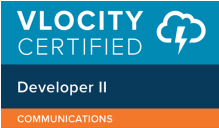 VLOCITY
CERTIFIED
Developer II
COMMUNICATIONS